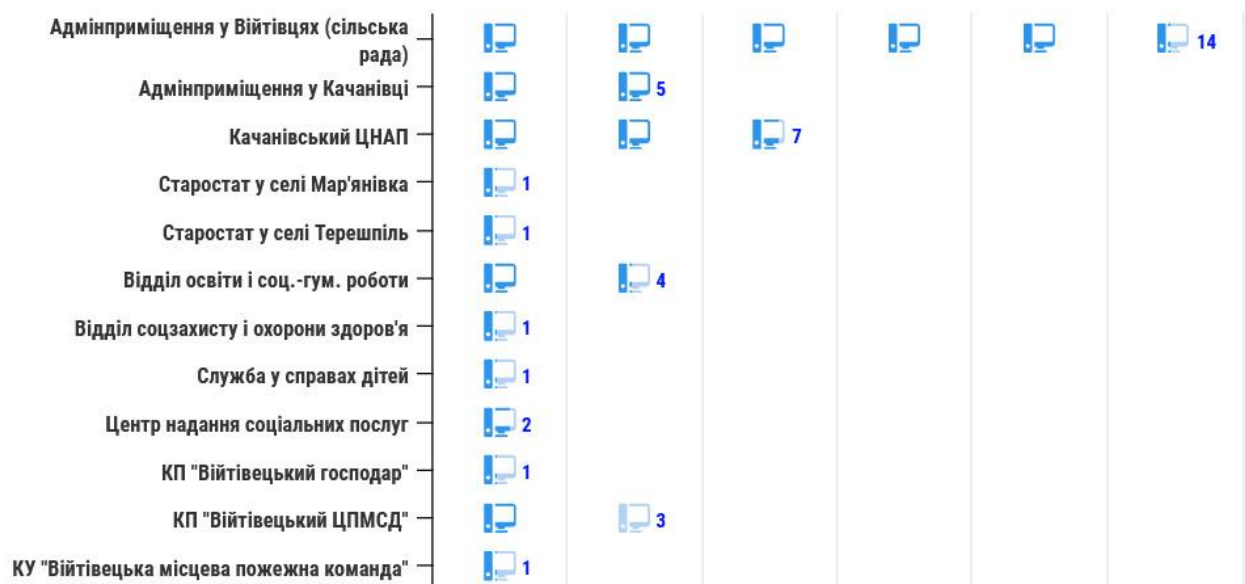 Адмінприміщення у Війтівцях (сільська
рада)
14
Адмінприміщення у Качанівці
5
Качанівський ЦНАП
7
Старостат у селі Мар'янівка
1
Старостат у селі Терешпіль
1
Відділ освіти і соц.-гум. роботи
4
Відділ соцзахисту і охорони здоров'я
1
Служба у справах дітей
1
Центр надання соціальних послуг
2
КП "Війтівецький господар"
1
КП "Війтівецький ЦПМСД"
3
КУ "Війтівецька місцева пожежна команда"
1